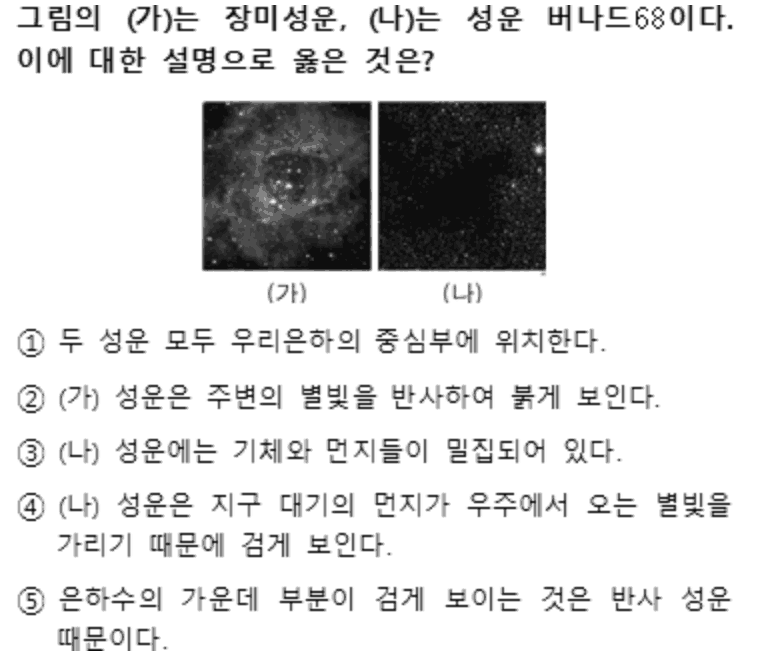 그림의 (가)는 장미성운, (나)는 성운 버나드68이다.
이에 대한 설명으로 옳은 것은?
(가) (나)
① 두 성운 모두 우리은하의 중심부에 위치한다.
② (가) 성운은 주변의 별빛을 반사하여 붉게 보인다.
③ (나) 성운에는 기체와 먼지들이 밀집되어 있다.
④ (나) 성운은 지구 대기의 먼지가 우주에서 오는 별빛을
가리기 때문에 검게 보인다.
⑤ 은하수의 가운데 부분이 검게 보이는 것은 반사 성운
때문이다.